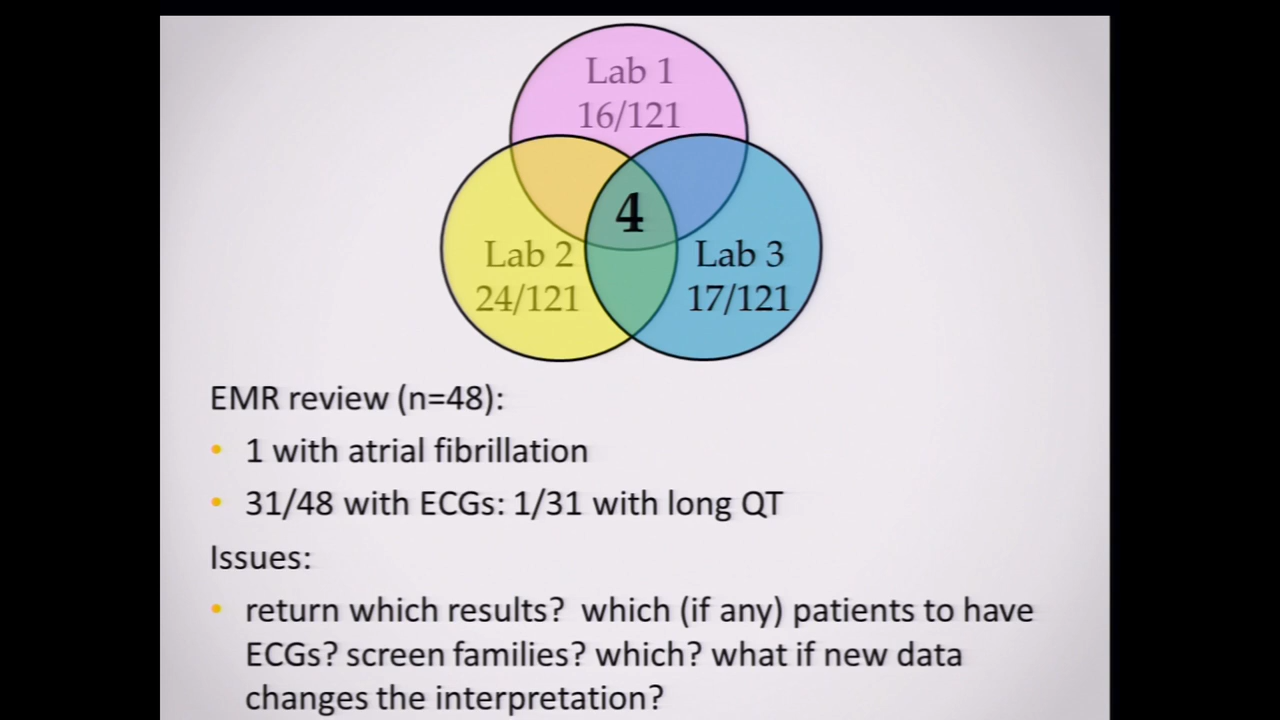 Lab 1
16/121
4
Lab 2
24/121
Lab 3
17/121
EMR review (n=48):
• 1 with atrial fibrillation
• 31/48 with ECGs: 1/31 with long QT
Issues:
• return which results?  which (if any) patients to have
ECGs? screen families? which? what if new data
changes the interpretation?